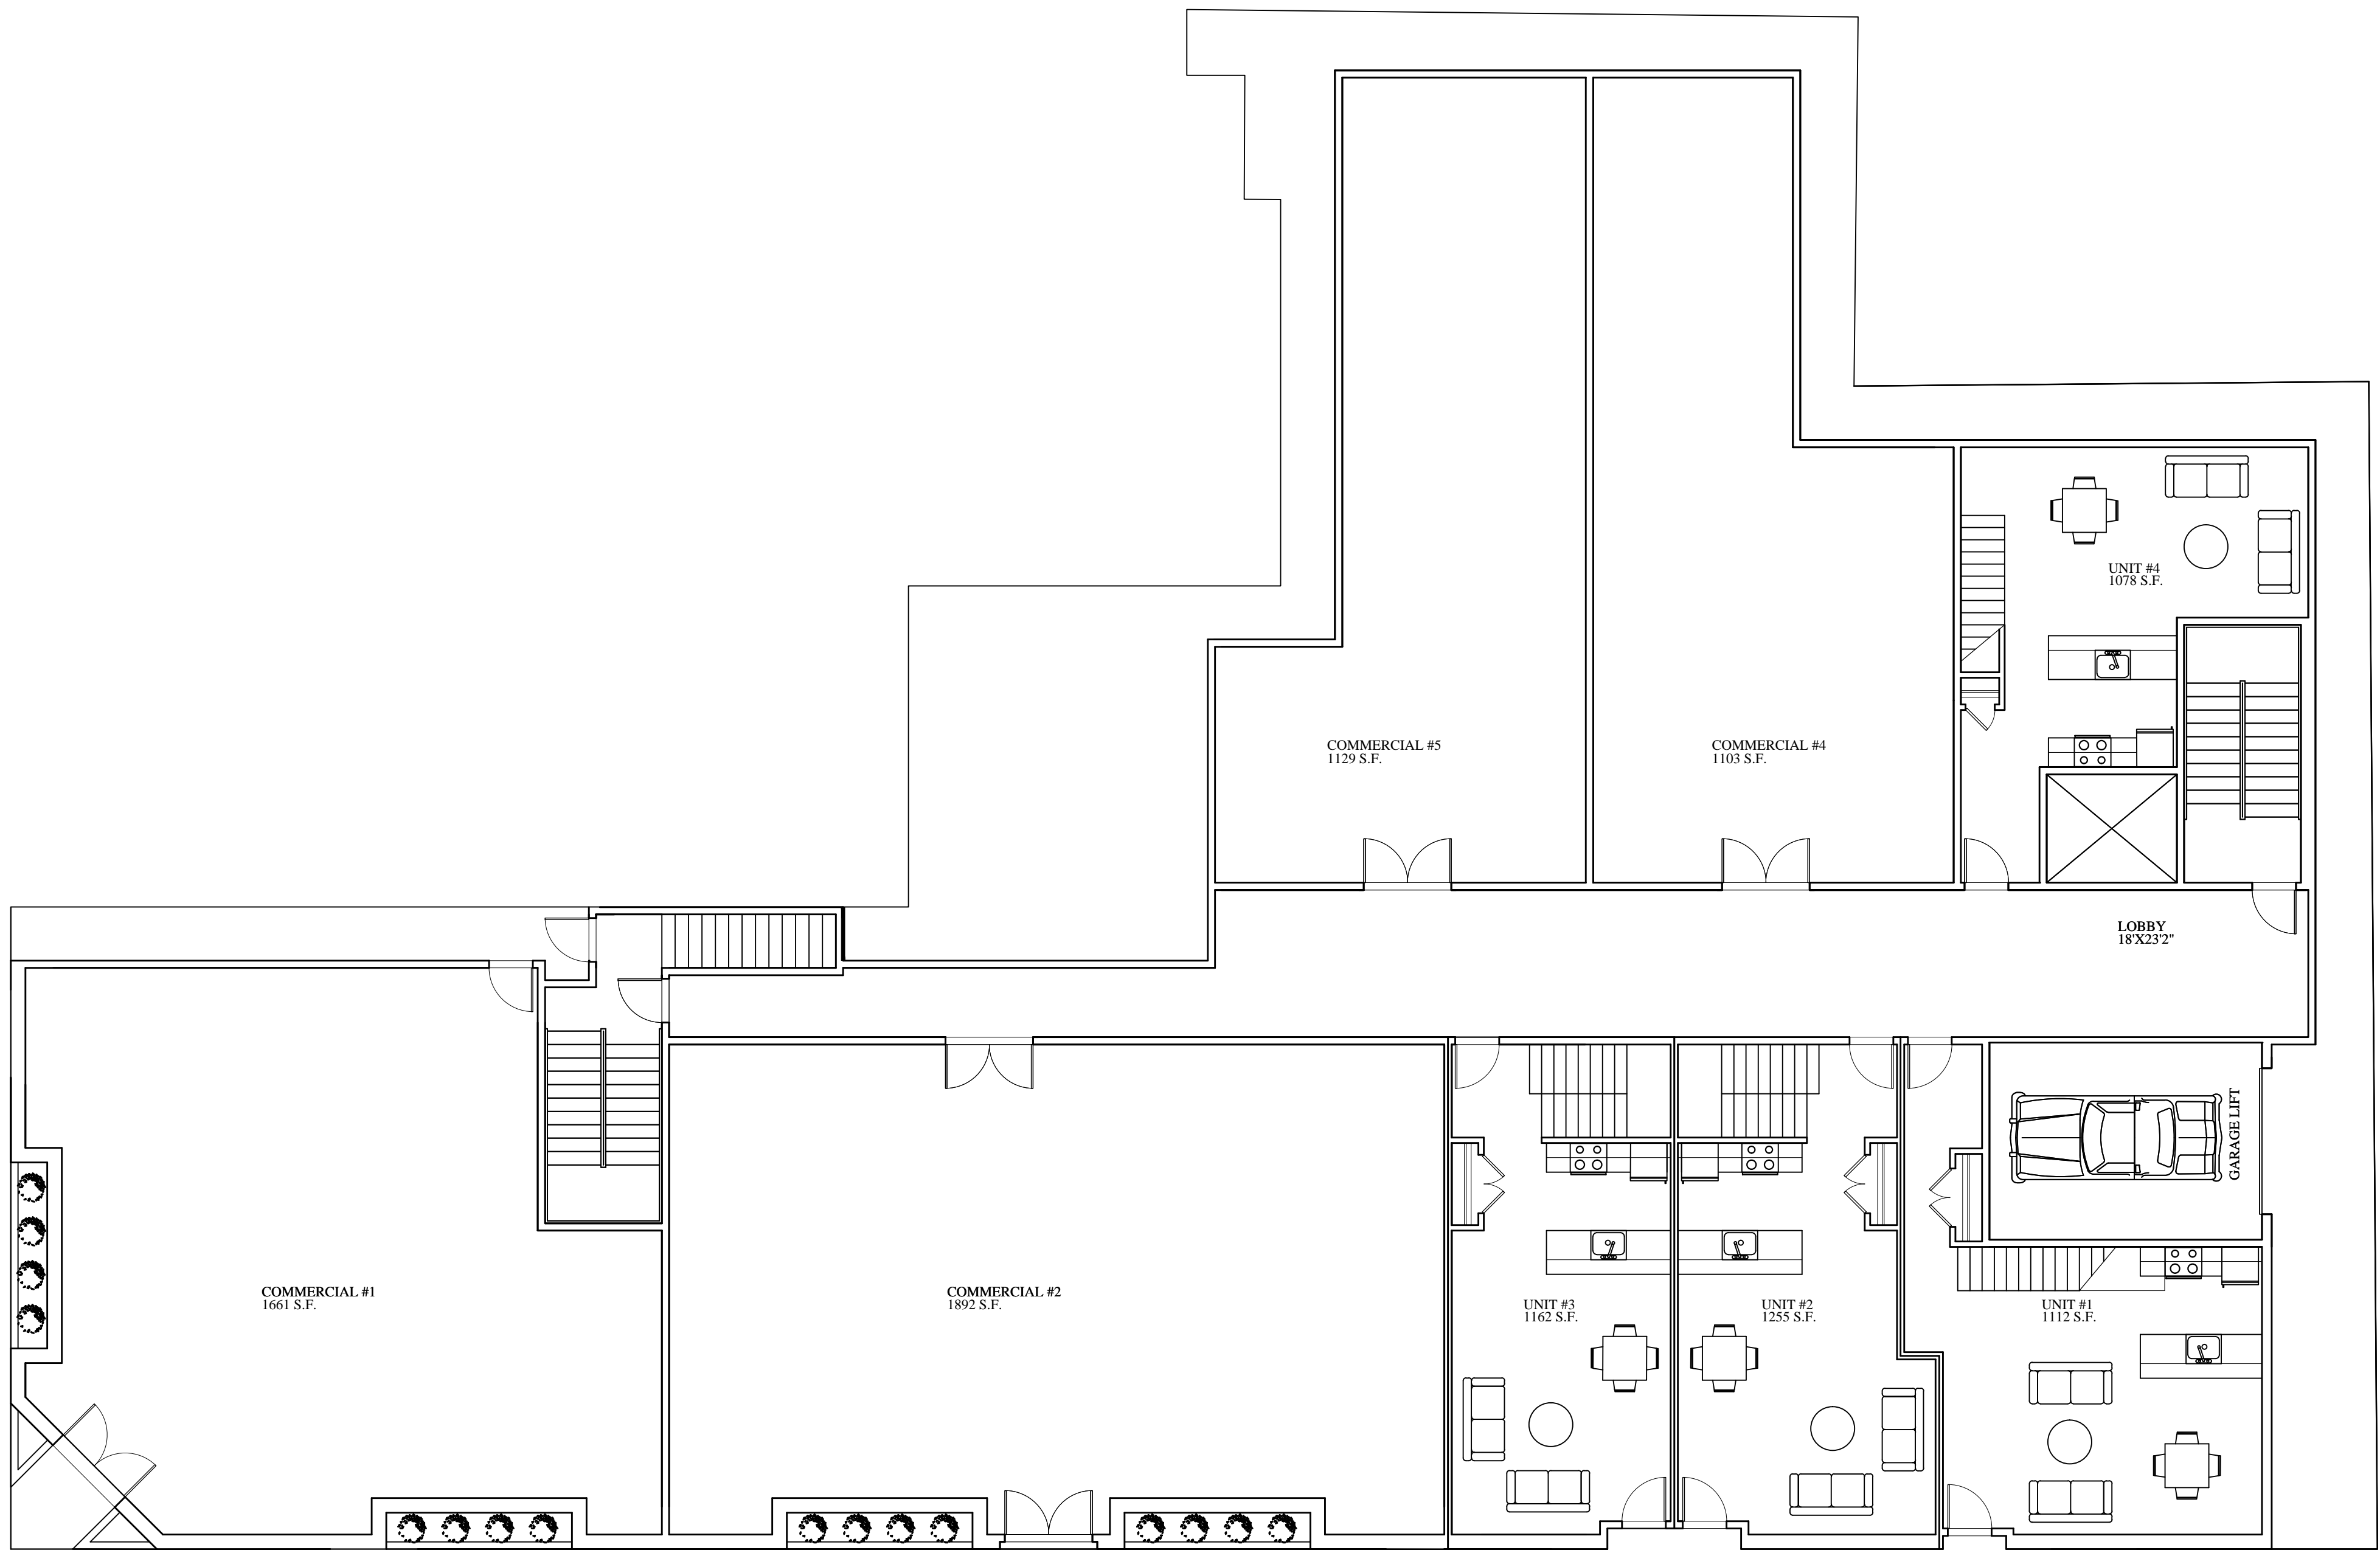 UNIT #4
1078 S.F.
COMMERCIAL #5
1129 S.F.
COMMERCIAL #4
1103 S.F.
LOBBY
18'X23'2"
GARAGE LIFT
COMMERCIAL #1
1661 S.F.
COMMERCIAL #2
1892 S.F.
UNIT #3
1162 S.F.
UNIT #2
1255 S.F.
UNIT #1
1112 S.F.